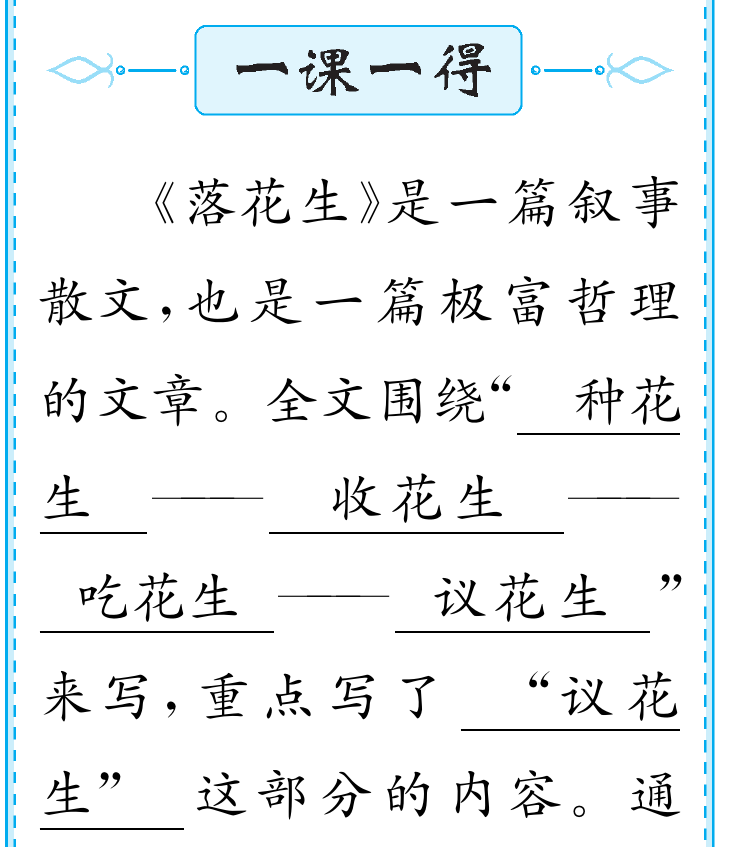 一课一得
《落花生》是一篇叙事
散文，也是一篇极富哲理
的文章。全文围绕“ 种花
生 —— 收花生 ——
吃花生 —— 议花生 ”
来写，重点写了 “议花
生” 这部分的内容。通